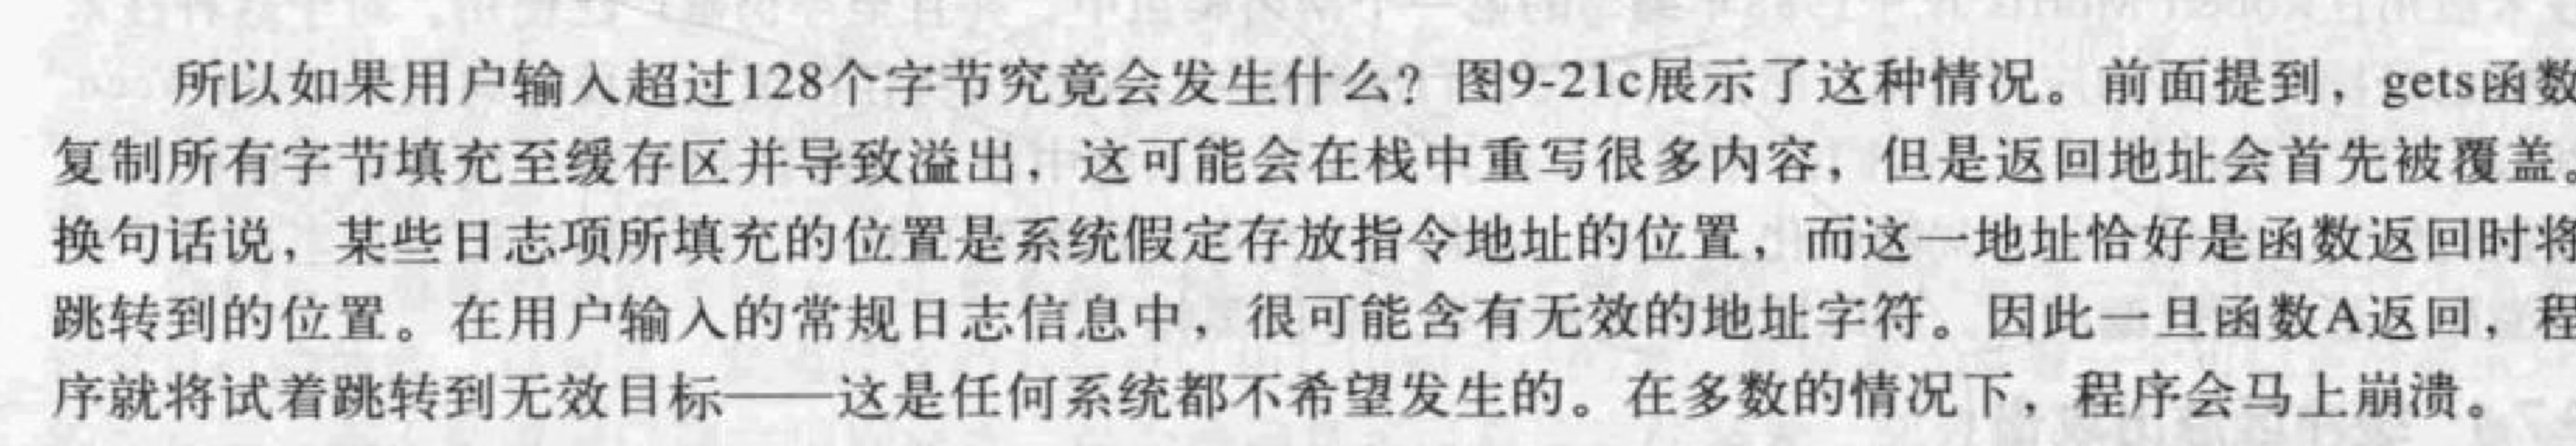 所以如果用户输入超过128个字节究竟会发生什么？图9-21c展示了这种情况。前面提到，gets函数
复制所有字节填充至缓存区并导致溢出，这可能会在栈中重写很多内容，但是返回地址会首先被覆盖。
换句话说，某些日志项所填充的位置是系统假定存放指令地址的位置，而这一地址恰好是函数返回时将
跳转到的位置。在用户输入的常规日志信息中，很可能含有无效的地址字符。因此一旦函数A返回，程
序就将试着跳转到无效目标——这是任何系统都不希望发生的。在多数的情况下，程序会马上崩溃。